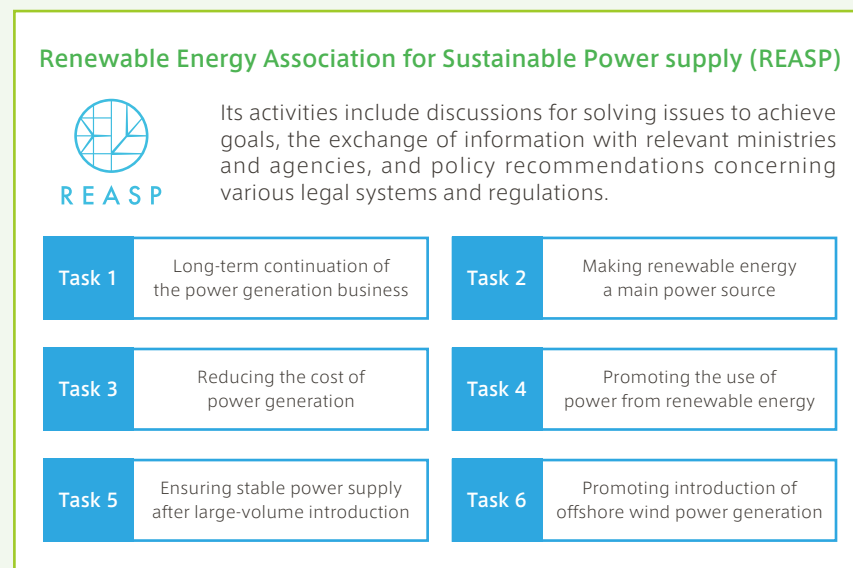 Renewable Energy Association for Sustainable Power supply (REASP)
Its activities include discussions for solving issues to achieve
goals, the exchange of information with relevant ministries
and agencies, and policy recommendations concerning
various legal systems and regulations.
REASP
Task 1
Long-term continuation of
the power generation business
Task 2
Making renewable energy
a main power source
Task 3
Reducing the cost of
power generation
Task 4
Promoting the use of
power from renewable energy
Task 5
Ensuring stable power supply
after large-volume introduction
Task 6
Promoting introduction of
offshore wind power generation